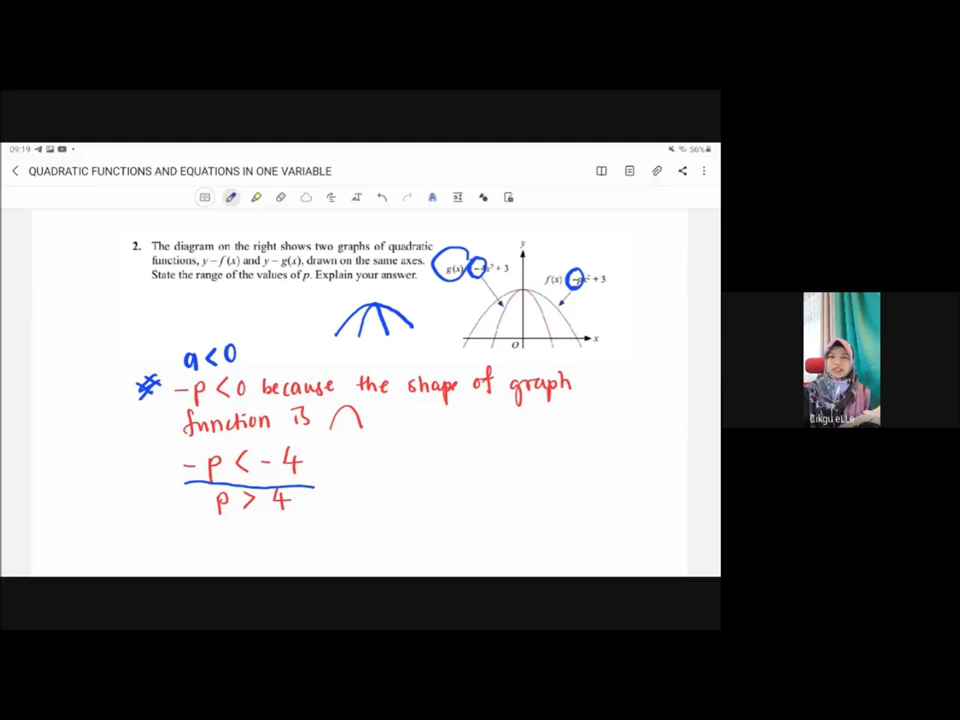 09:19
56%
QUADRATIC FUNCTIONS AND EQUATIONS IN ONE VARIABLE
2. The diagram on the right shows two graphs of quadratic
functions, y = f(x) and y = g(x), drawn on the same axes.
State the range of the values of p. Explain your answer.
y
g(x) + 3
f(x) + 3
O
x
a < 0
-p < 0 because the shape of graph
function is
-p < -4
p > 4
Cikgu eLLe